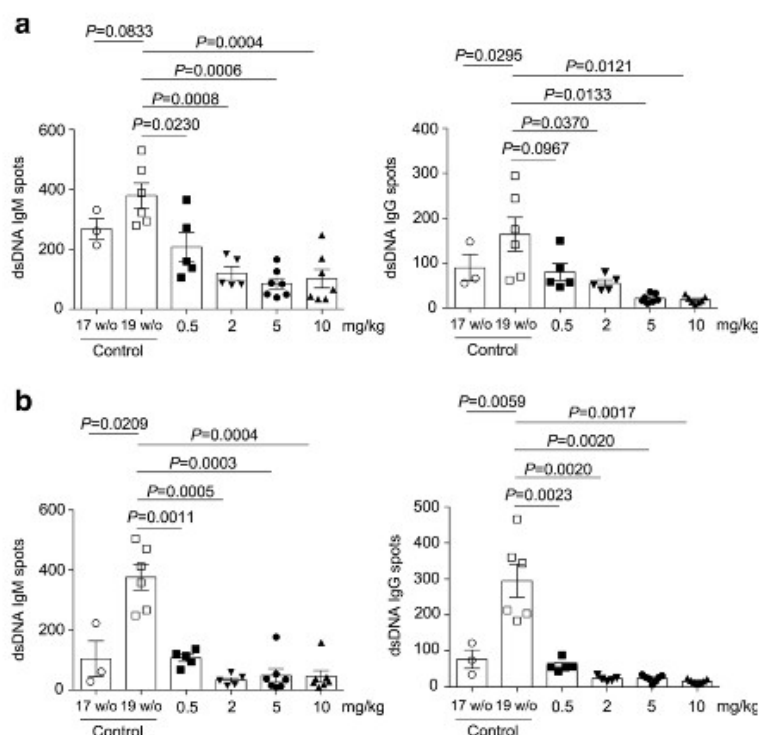 a
P=0.0833
P=0.0004
P=0.0006
P=0.0008
P=0.0230
dsDNA IgM spots
600
400
200
0
17 w/o 19 w/o 0.5 2 5 10 mg/kg
Control
P=0.0295
P=0.0121
P=0.0133
P=0.0370
P=0.0967
dsDNA IgG spots
400
300
200
100
0
17 w/o 19 w/o 0.5 2 5 10 mg/kg
Control
b
P=0.0209
P=0.0004
P=0.0003
P=0.0005
P=0.0011
dsDNA IgM spots
600
400
200
0
17 w/o 19 w/o 0.5 2 5 10 mg/kg
Control
P=0.0059
P=0.0017
P=0.0020
P=0.0020
P=0.0023
dsDNA IgG spots
500
400
300
200
100
0
17 w/o 19 w/o 0.5 2 5 10 mg/kg
Control